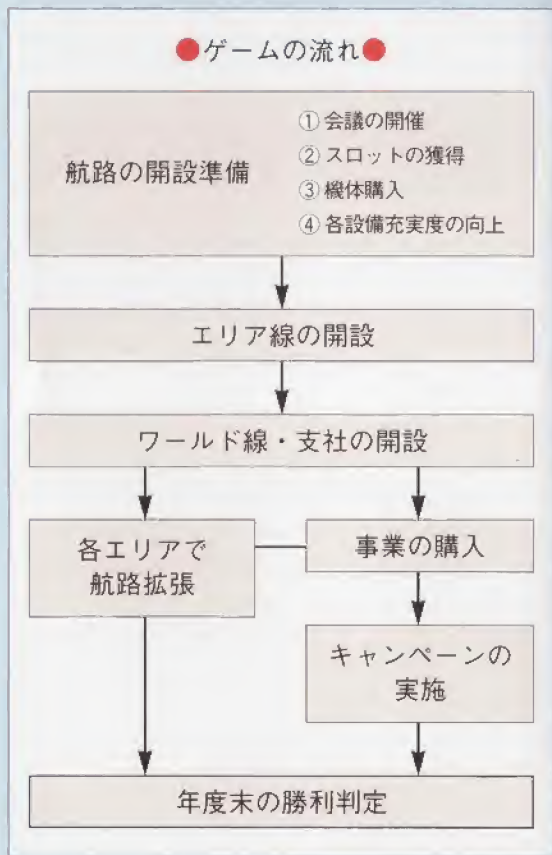 ●ゲームの流れ●
航路の開設準備
①会議の開催
②スロットの獲得
③機体購入
④各設備充実度の向上
エリア線の開設
ワールド線・支社の開設
各エリアで
航路拡張
事業の購入
キャンペーンの
実施
年度末の勝利判定